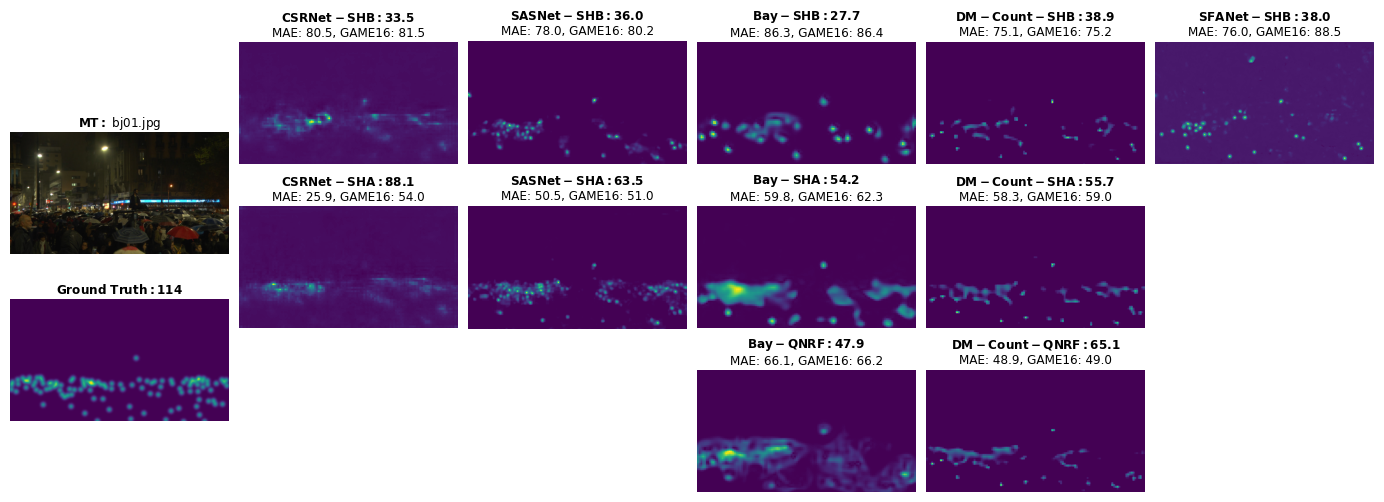 MT: bj01.jpg
Ground Truth: 114
CSRNet-SHB: 33.5
MAE: 80.5, GAME16: 81.5
SASNet-SHB: 36.0
MAE: 78.0, GAME16: 80.2
Bay-SHB: 27.7
MAE: 86.3, GAME16: 86.4
DM-Count-SHB: 38.9
MAE: 75.1, GAME16: 75.2
SFANet-SHB: 38.0
MAE: 76.0, GAME16: 88.5
CSRNet-SHA: 88.1
MAE: 25.9, GAME16: 54.0
SASNet-SHA: 63.5
MAE: 50.5, GAME16: 51.0
Bay-SHA: 54.2
MAE: 59.8, GAME16: 62.3
DM-Count-SHA: 55.7
MAE: 58.3, GAME16: 59.0
Bay-QNRF: 47.9
MAE: 66.1, GAME16: 66.2
DM-Count-QNRF: 65.1
MAE: 48.9, GAME16: 49.0